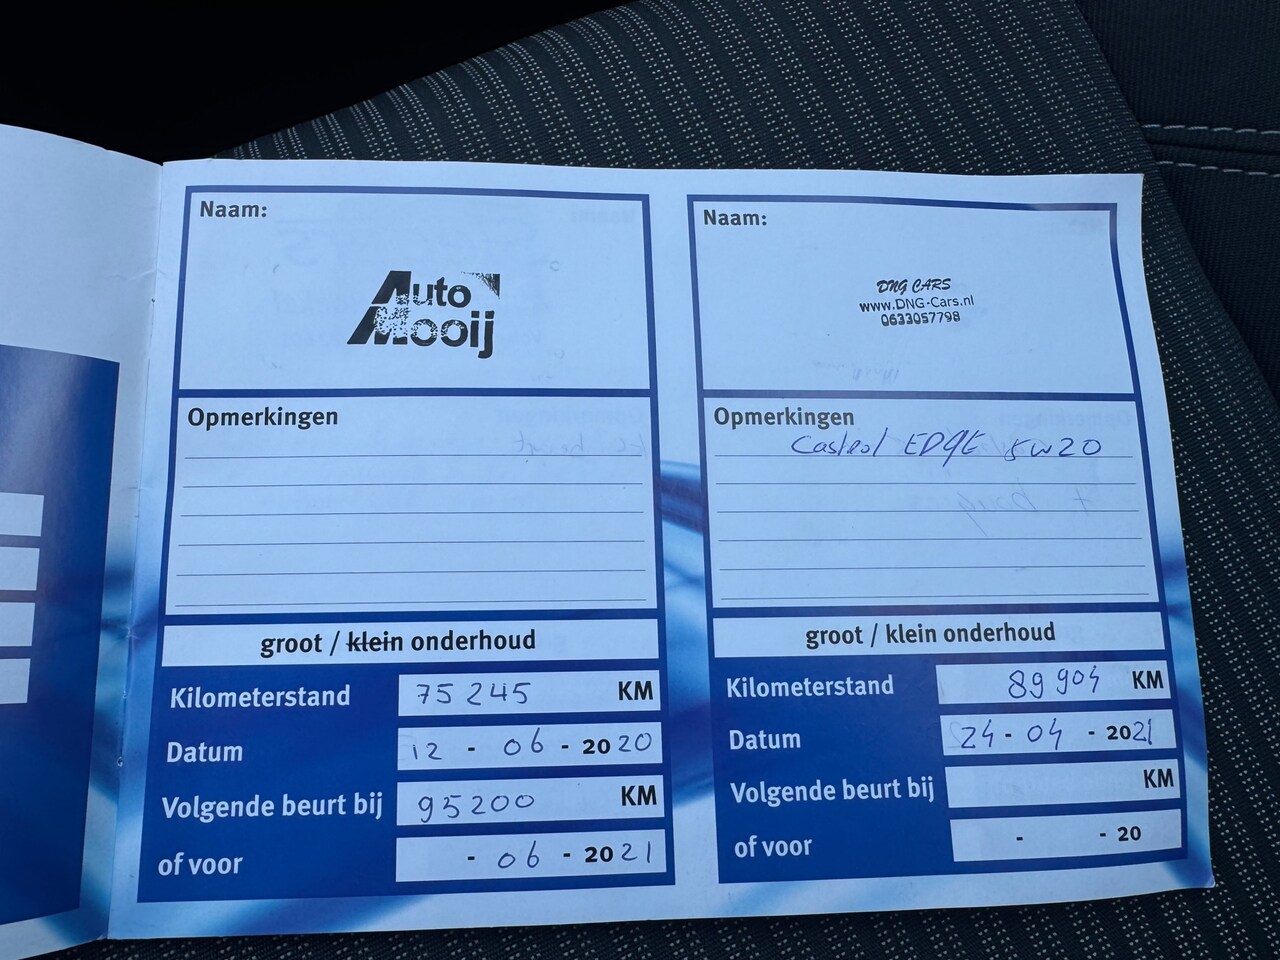 Naam:
Auto
Mooij
Opmerkingen
groot / klein onderhoud
Kilometerstand 75245 KM
Datum 12 - 06 - 2020
Volgende beurt bij 95200 KM
of voor - 06 - 2021
Naam:
DNG CARS
www.DNG-Cars.nl
0633057798
Opmerkingen
Castrol EDGE 5W20
groot / klein onderhoud
Kilometerstand 89904 KM
Datum 24 - 04 - 2021
Volgende beurt bij KM
of voor - - 20